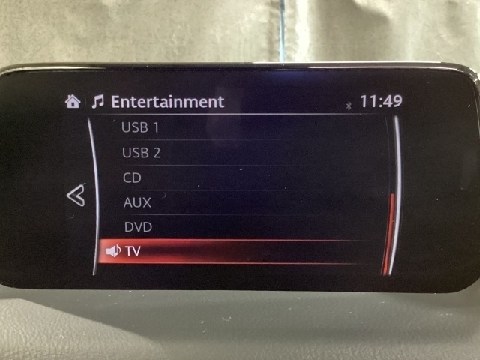 Entertainment 11:49
USB 1
USB 2
CD
AUX
DVD
TV